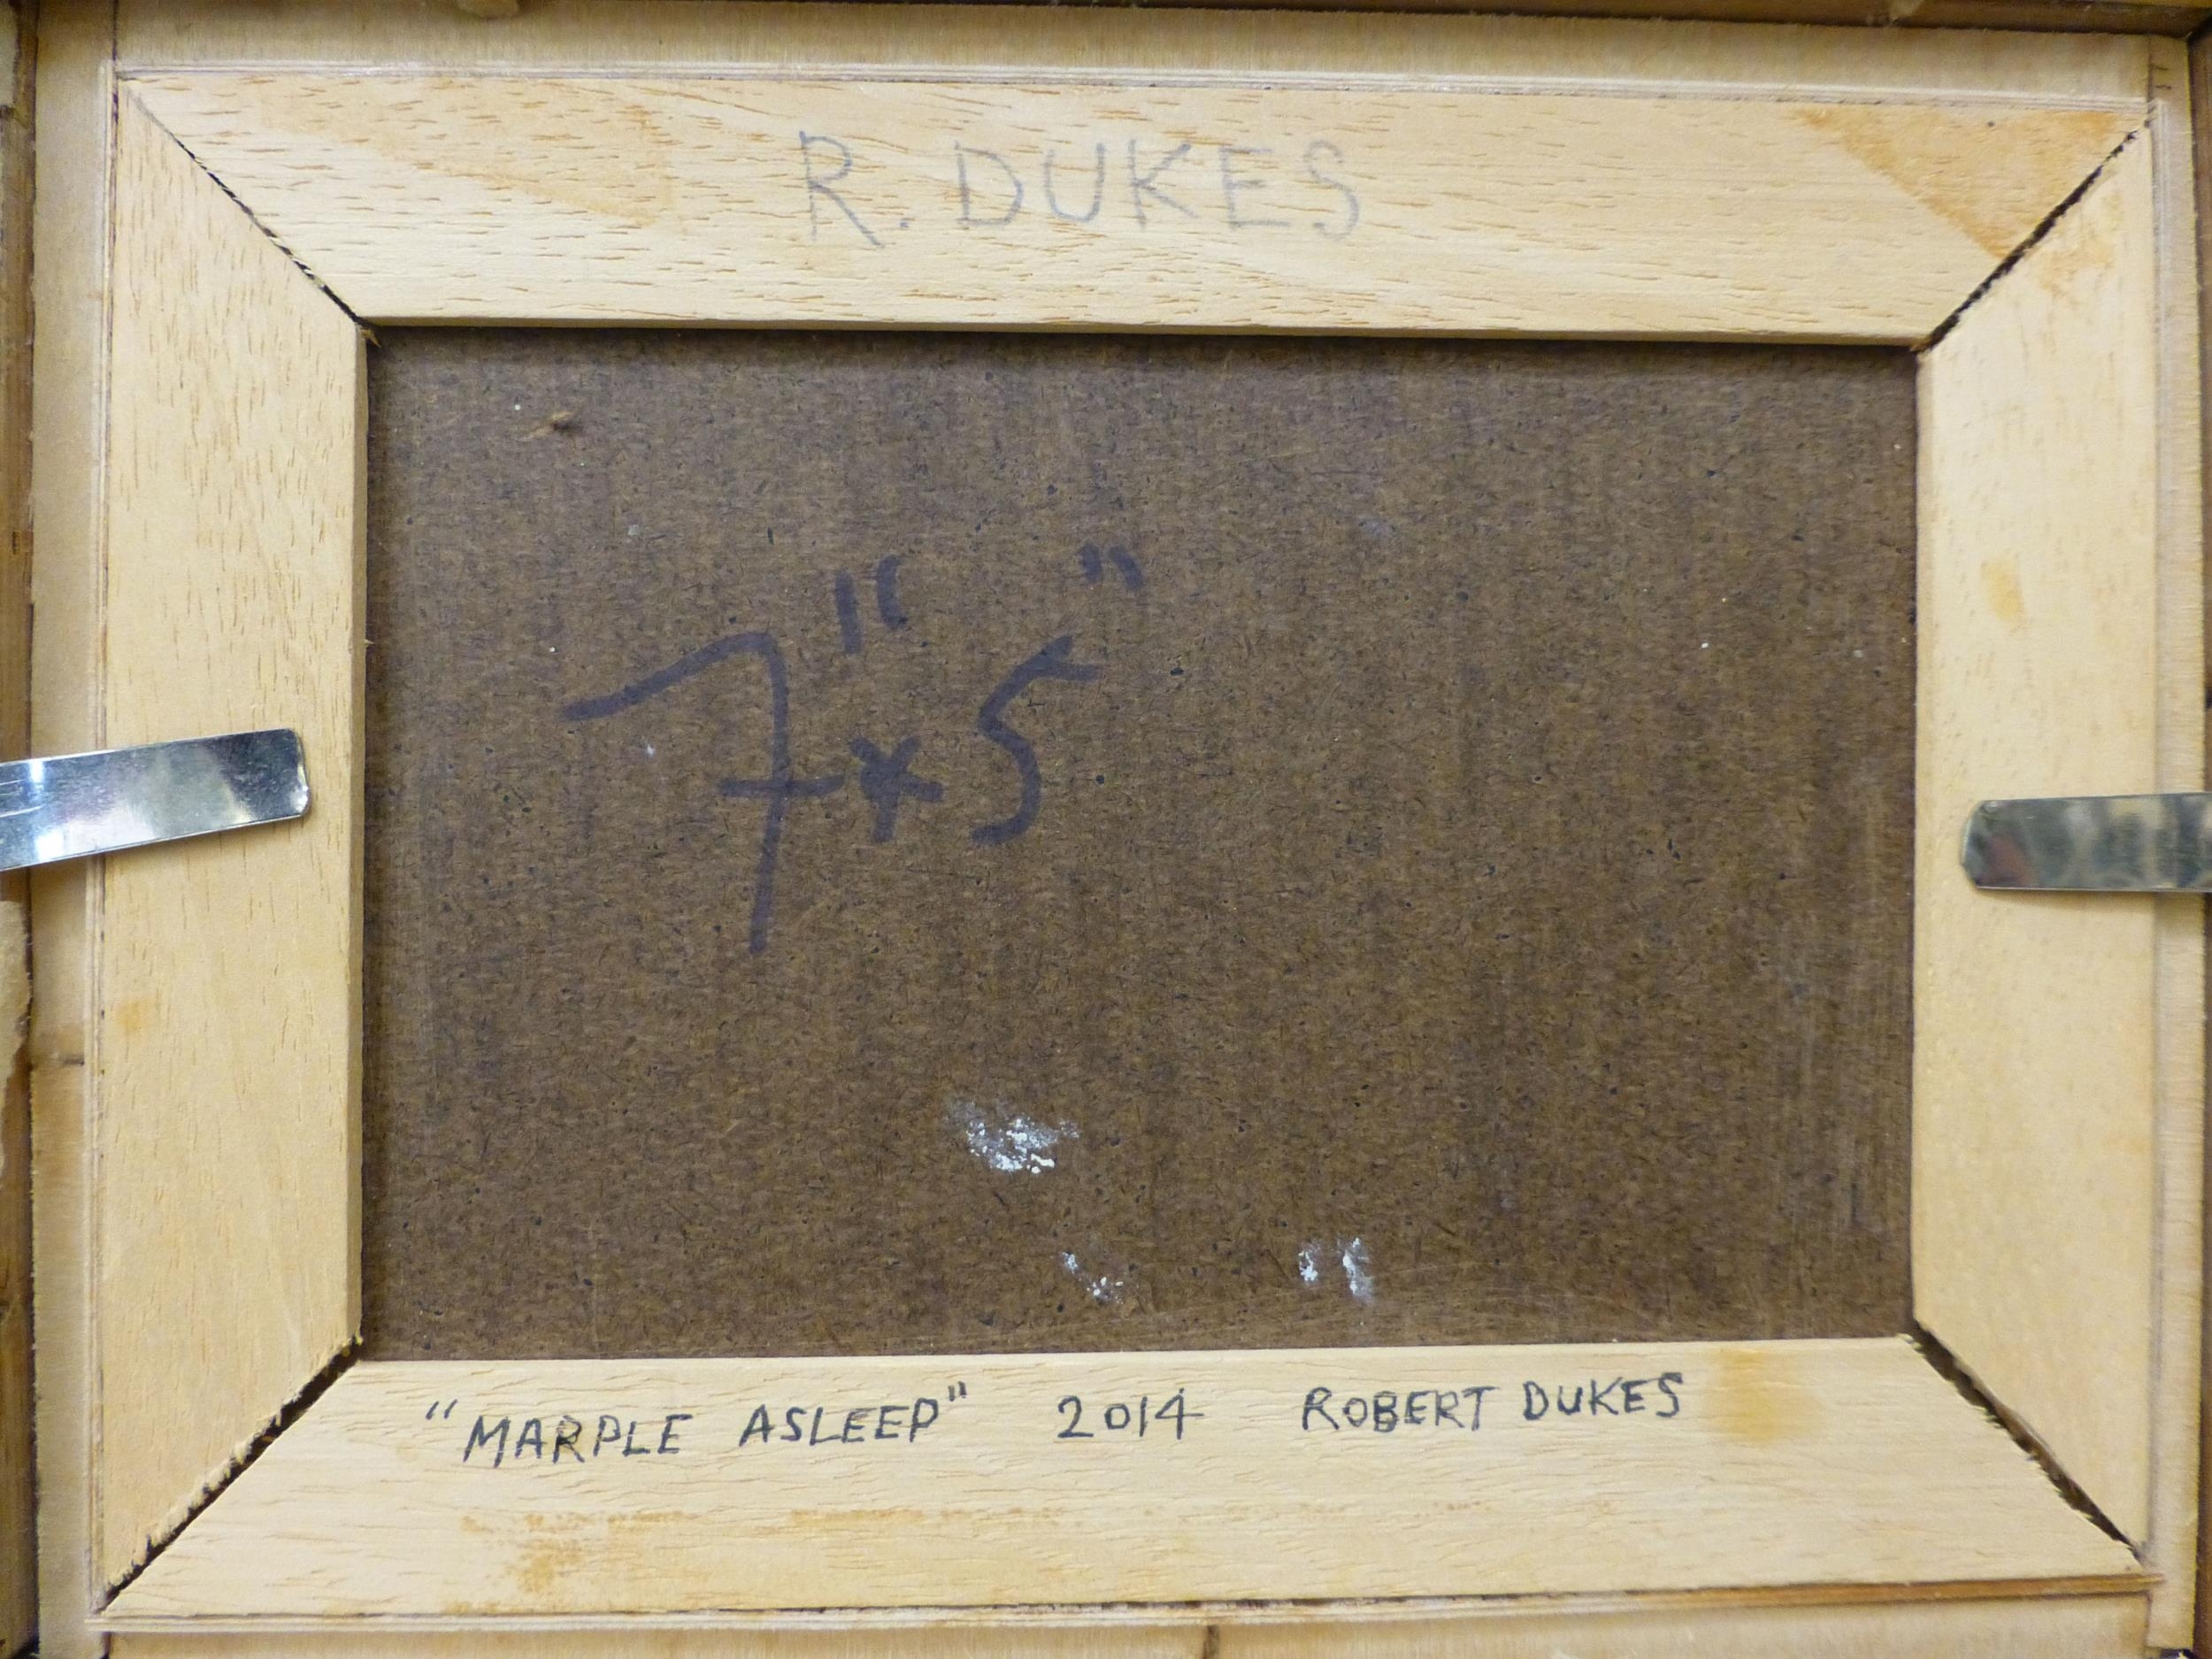 R. DUKES
7" x 5"
"MARPLE ASLEEP" 2014 ROBERT DUKES